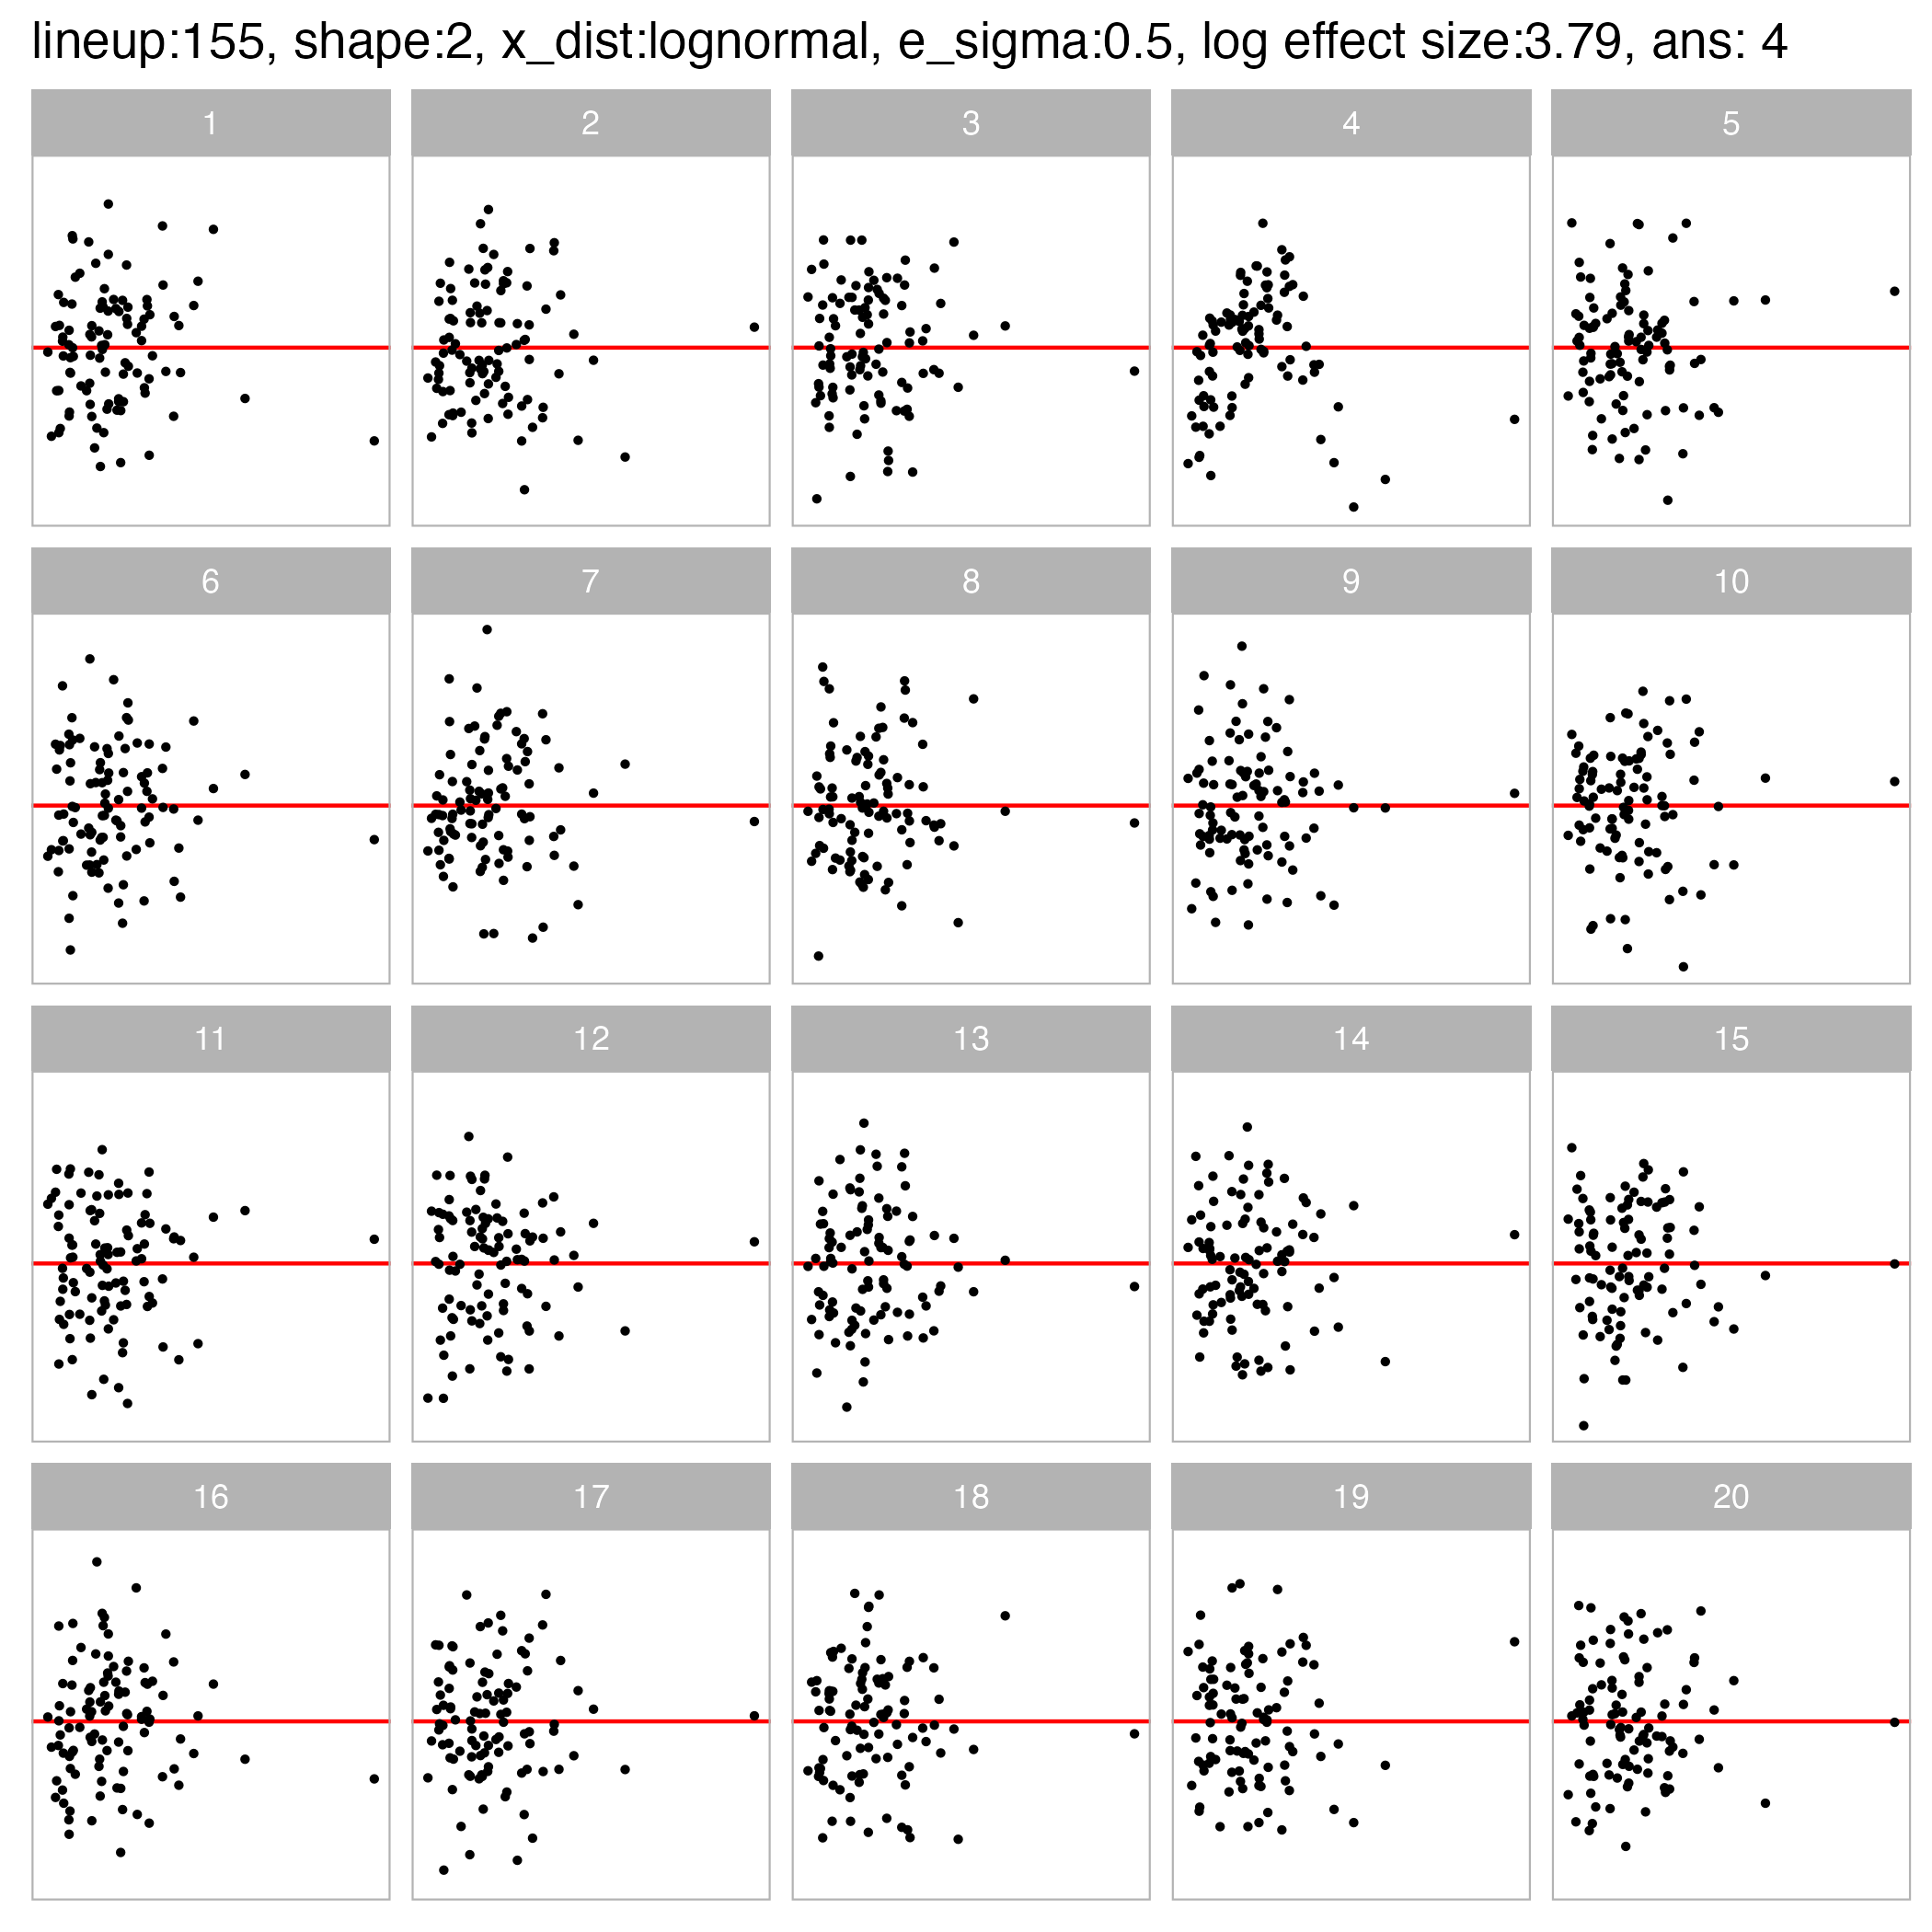 lineup:155, shape:2, x_dist:lognormal, e_sigma:0.5, log effect size:3.79, ans: 4
1 2 3 4 5
6 7 8 9 10
11 12 13 14 15
16 17 18 19 20